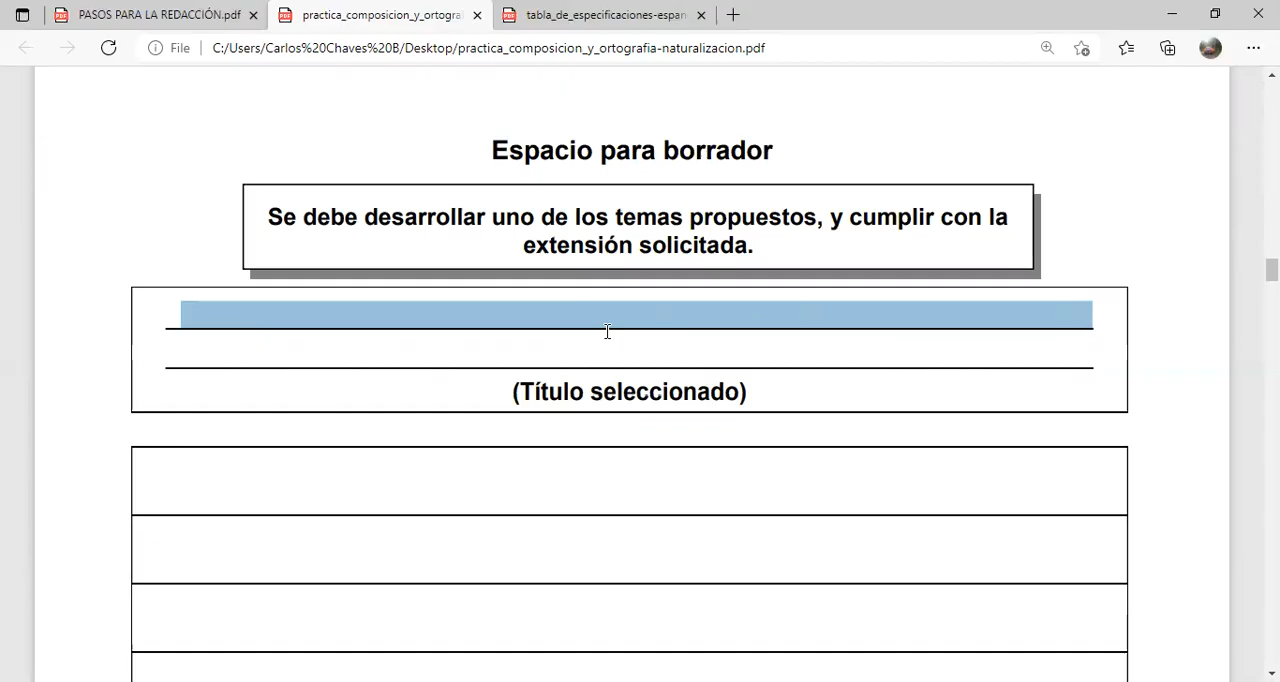 PASOS PARA LA REDACCIÓN.pdf
practica_composicion_y_ortogra
tabla_de_especificaciones-espan
File
C:/Users/Carlos%20Chaves%20B/Desktop/practica_composicion_y_ortografia-naturalizacion.pdf
Espacio para borrador
Se debe desarrollar uno de los temas propuestos, y cumplir con la
extensión solicitada.
(Título seleccionado)